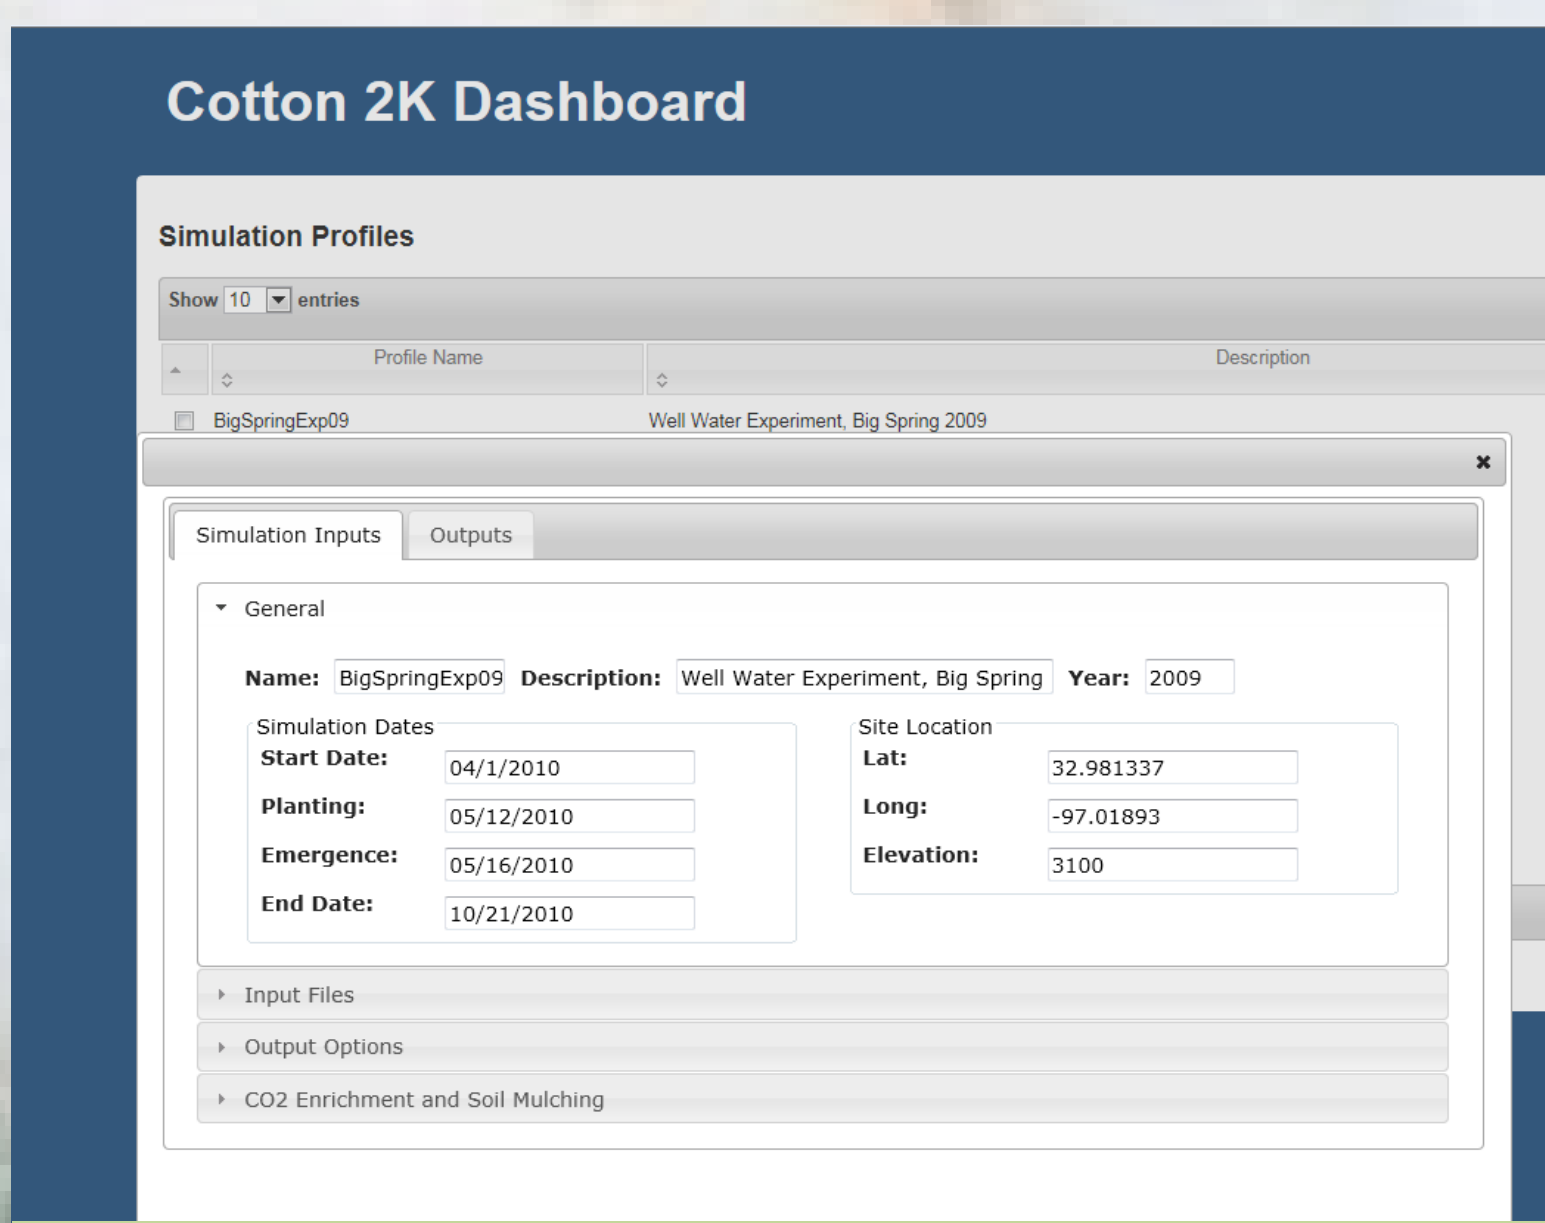 Cotton 2K Dashboard
Simulation Profiles
Show 10 entries
Profile Name Description
BigSpringExp09 Well Water Experiment, Big Spring 2009
Simulation Inputs Outputs
General
Name: BigSpringExp09 Description: Well Water Experiment, Big Spring Year: 2009
Simulation Dates Site Location
Start Date: 04/1/2010 Lat: 32.981337
Planting: 05/12/2010 Long: -97.01893
Emergence: 05/16/2010 Elevation: 3100
End Date: 10/21/2010
Input Files
Output Options
CO2 Enrichment and Soil Mulching